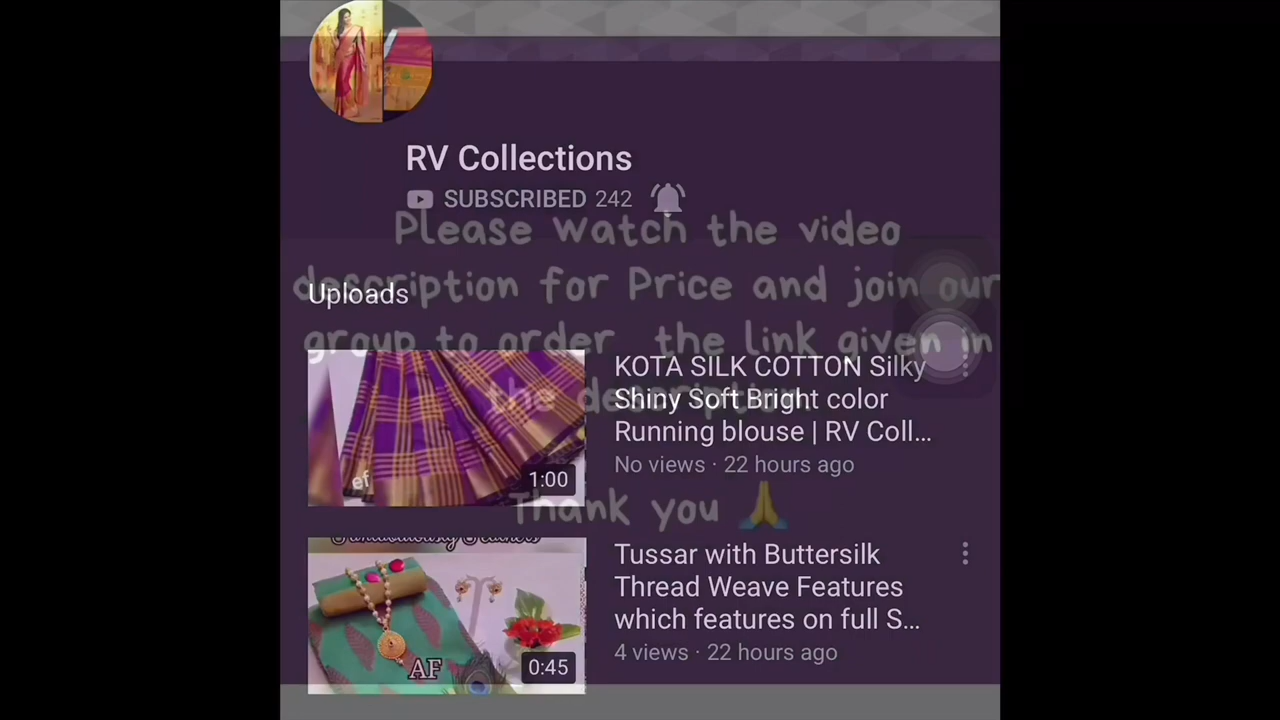 RV Collections
SUBSCRIBED 242
Please watch the video
description for Price and join our
group to order the link given in
the description.
Thank you 🙏
Uploads
KOTA SILK COTTON Silky
Shiny Soft Bright color
Running blouse | RV Coll...
No views · 22 hours ago
ef
1:00
Tussar with Buttersilk
Thread Weave Features
which features on full S...
4 views · 22 hours ago
AF
0:45